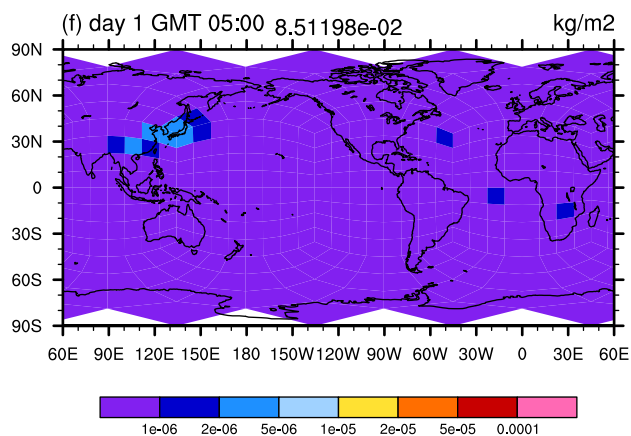 (f) day 1 GMT 05:00 8.51198e-02 kg/m2
90N
60N
30N
0
30S
60S
90S
60E 90E 120E 150E 180 150W 120W 90W 60W 30W 0 30E 60E
1e-06 2e-06 5e-06 1e-05 2e-05 5e-05 0.0001